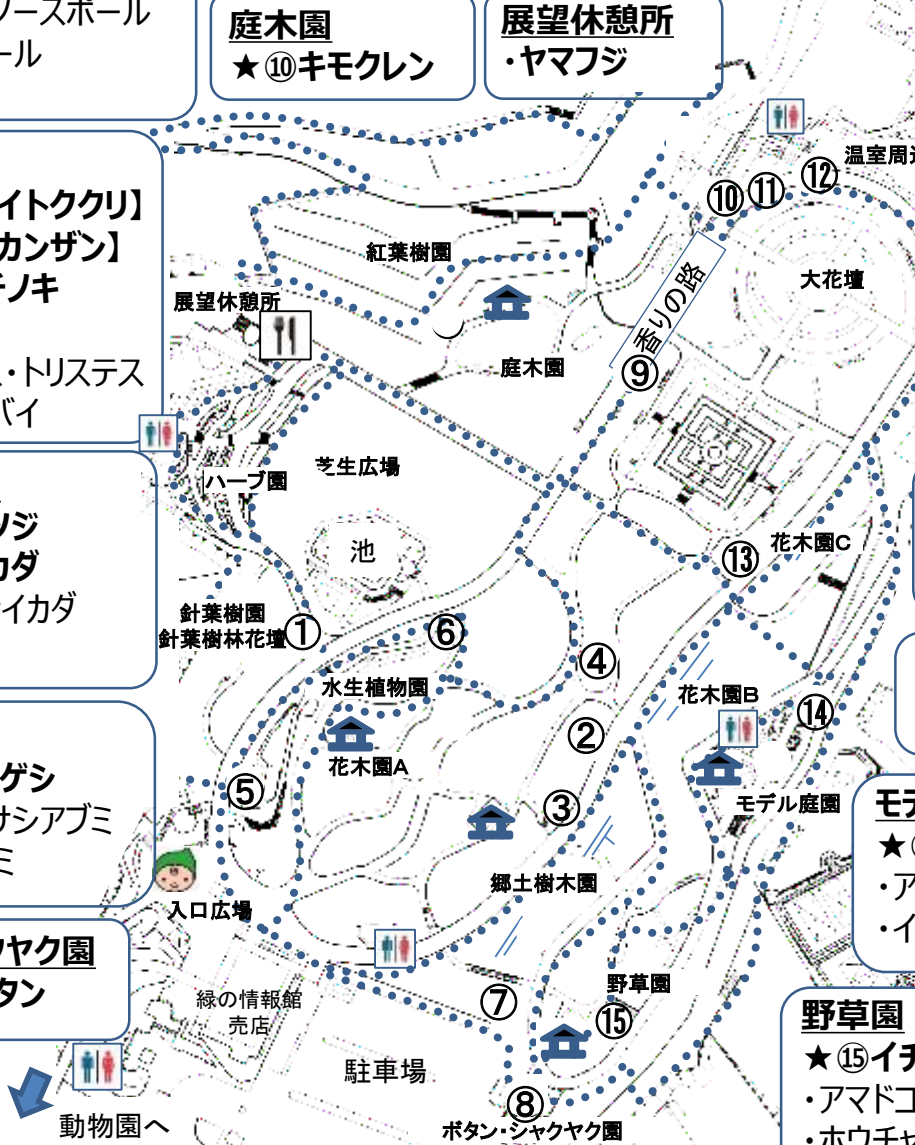 ースポール
ール
庭木園
★⑩キモクレン
展望休憩所
・ヤマフジ
温室周辺
⑩
⑪
⑫
イトククリ】
カンザン】
チノキ
・トリステス
バイ
紅葉樹園
大花壇
展望休憩所
香りの路
庭木園
⑨
ハーブ園
芝生広場
ツジ
カダ
イカダ
池
⑬
花木園C
針葉樹園
針葉樹林花壇
①
⑥
④
水生植物園
花木園B
②
⑭
花木園A
ゲシ
サシアブミ
ミ
⑤
③
モデル庭園
モデ
★
・ア
・イ
郷土樹木園
入口広場
ヤク園
タン
緑の情報館
売店
⑦
野草園
⑮
野草園
★⑮イチ
・アマドコ
・ホウチャ
駐車場
⑧
ボタン・シャクヤク園
動物園へ